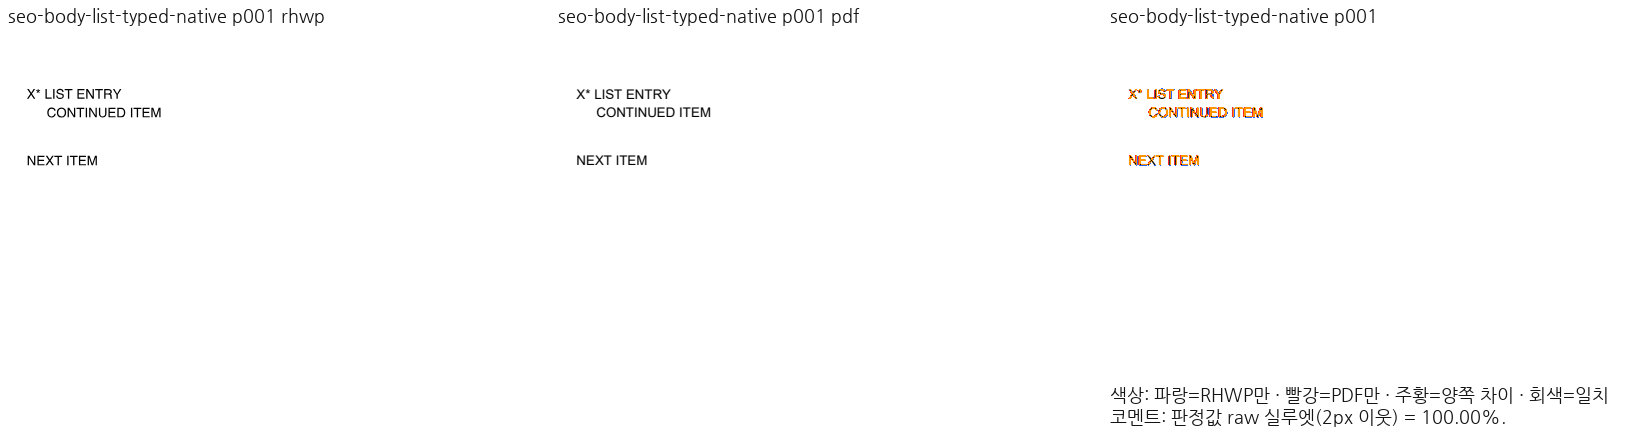 seo-body-list-typed-native p001 rhwp
X* LIST ENTRY
CONTINUED ITEM
NEXT ITEM
seo-body-list-typed-native p001 pdf
X* LIST ENTRY
CONTINUED ITEM
NEXT ITEM
seo-body-list-typed-native p001
X* LIST ENTRY
CONTINUED ITEM
NEXT ITEM
색상: 파랑=RHWP만 · 빨강=PDF만 · 주황=양쪽 차이 · 회색=일치
코멘트: 판정값 raw 실루엣(2px 이웃) = 100.00%.